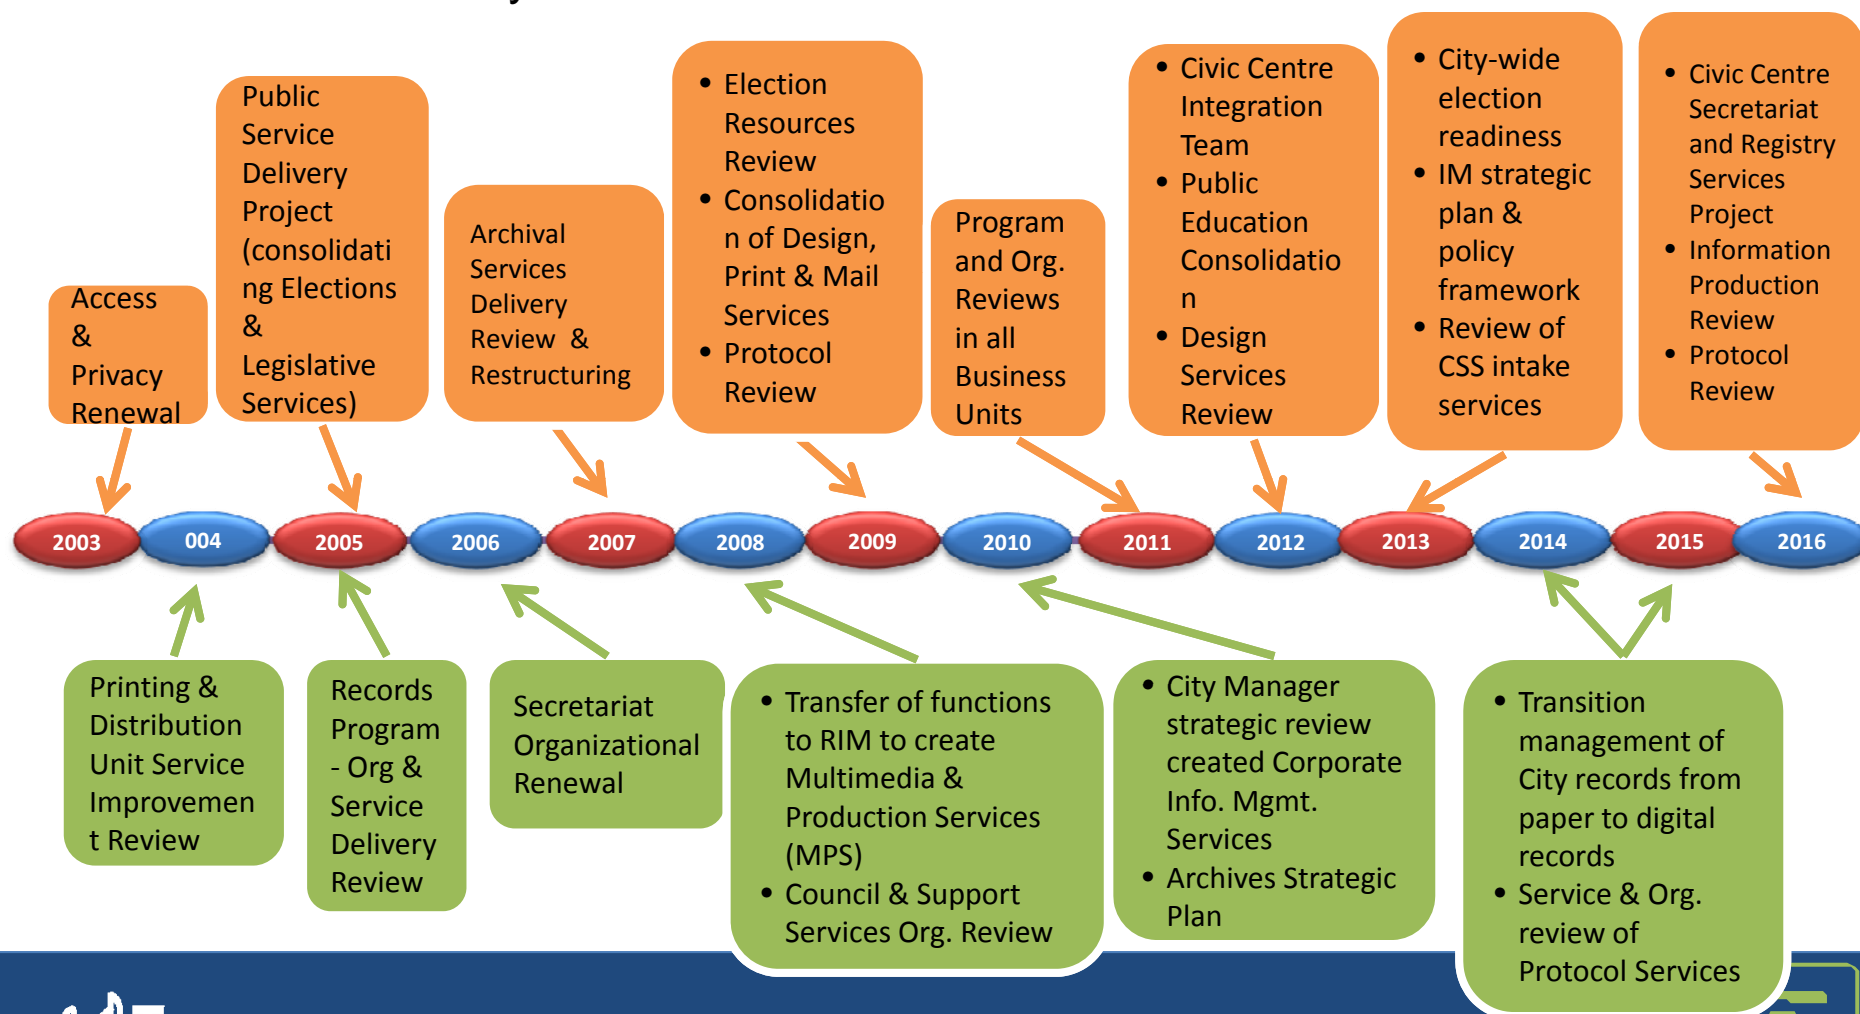 Access
&
Privacy
Renewal
Public
Service
Delivery
Project
(consolidati
ng Elections
&
Legislative
Services)
Archival
Services
Delivery
Review &
Restructuring
• Election
Resources
Review
• Consolidatio
n of Design,
Print & Mail
Services
• Protocol
Review
Program
and Org.
Reviews
in all
Business
Units
• Civic Centre
Integration
Team
• Public
Education
Consolidatio
n
• Design
Services
Review
• City-wide
election
readiness
• IM strategic
plan &
policy
framework
• Review of
CSS intake
services
• Civic Centre
Secretariat
and Registry
Services
Project
• Information
Production
Review
• Protocol
Review
2003 004 2005 2006 2007 2008 2009 2010 2011 2012 2013 2014 2015 2016
Printing &
Distribution
Unit Service
Improvemen
t Review
Records
Program
- Org &
Service
Delivery
Review
Secretariat
Organizational
Renewal
• Transfer of functions
to RIM to create
Multimedia &
Production Services
(MPS)
• Council & Support
Services Org. Review
• City Manager
strategic review
created Corporate
Info. Mgmt.
Services
• Archives Strategic
Plan
• Transition
management of
City records from
paper to digital
records
• Service & Org.
review of
Protocol Services